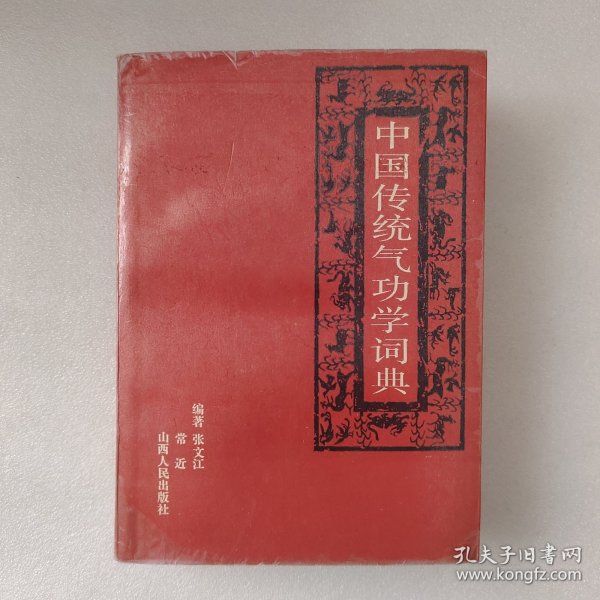 中国传统气功学词典
编著 张文江
常近
山西人民出版社
孔夫子旧书网
www.kongfz.com